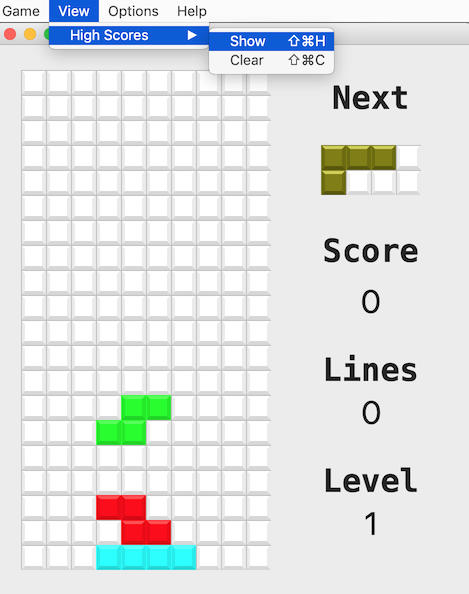 Game View Options Help
High Scores ▶
Show ⇧⌘H
Clear ⇧⌘C
Next
Score
0
Lines
0
Level
1